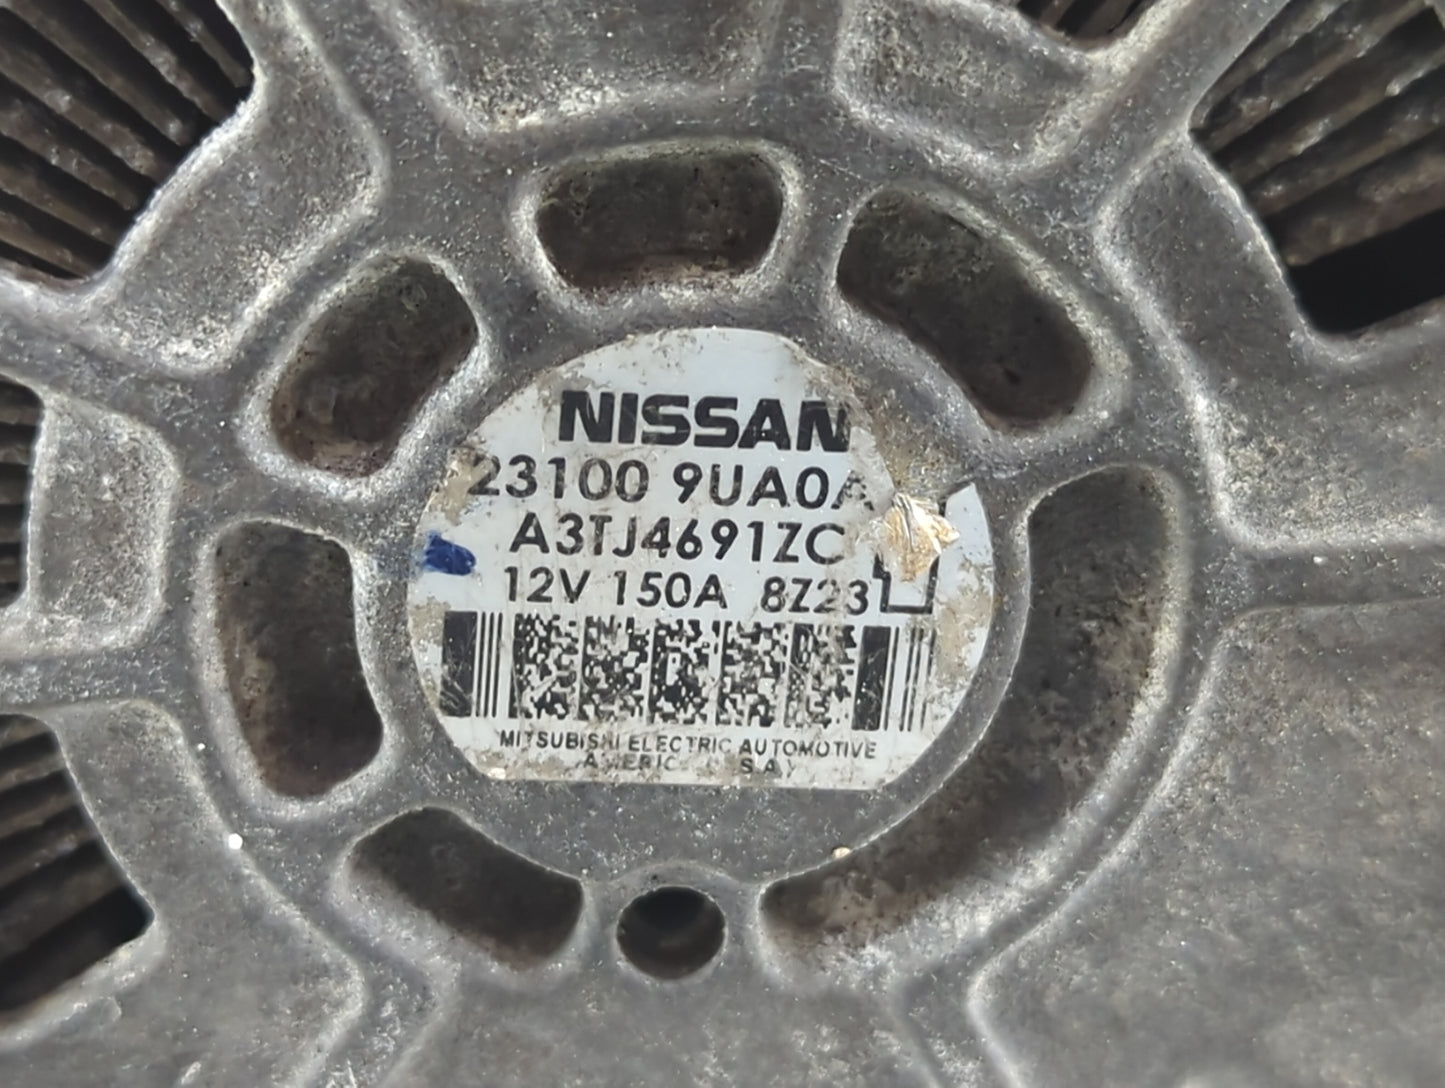 NISSAN
23100 9UA0A
A3TJ4691ZC
12V 150A 8Z23
MITSUBISHI ELECTRIC AUTOMOTIVE